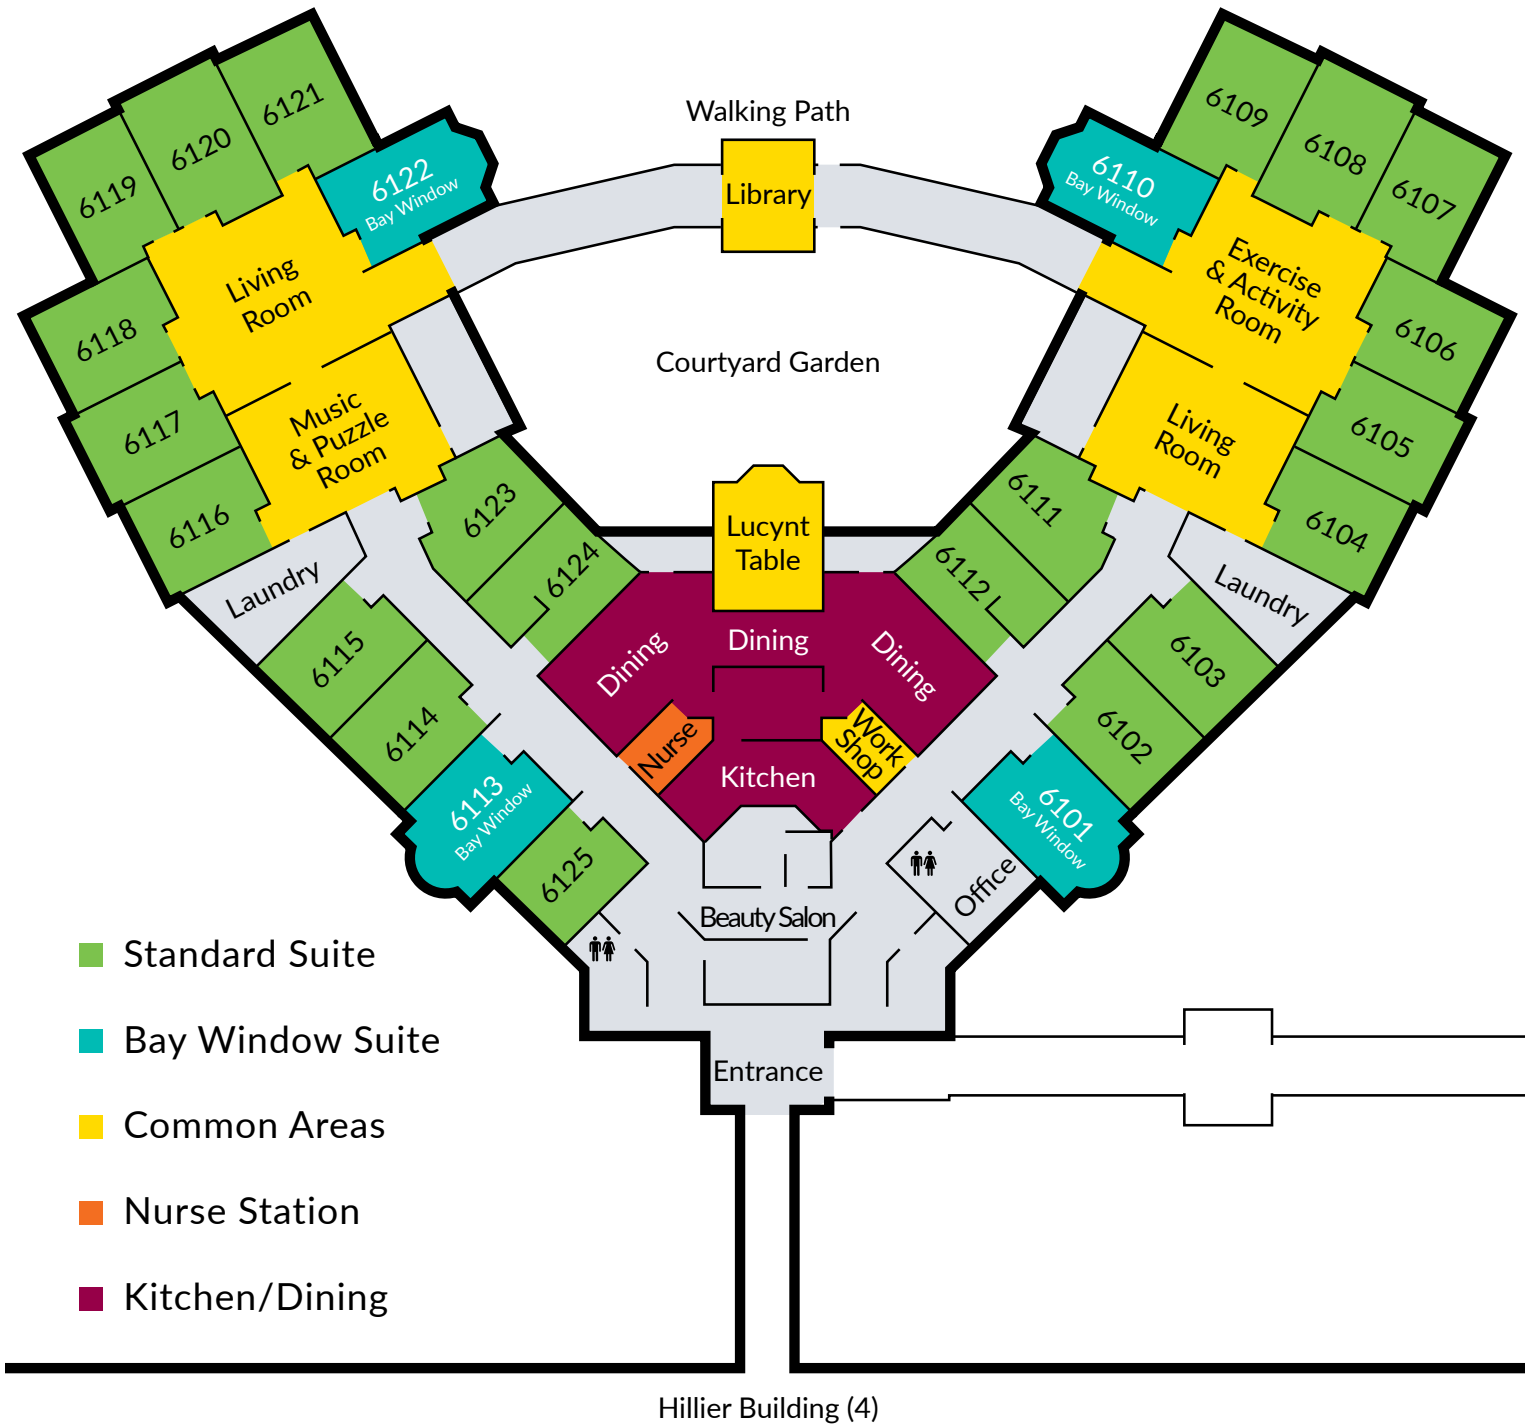 6121
6120
6119
6122
Bay Window
Living
Room
6118
6117
6116
Music
& Puzzle
Room
Walking Path
Library
Courtyard Garden
6109
6108
6107
6110
Bay Window
Exercise
& Activity
Room
6106
6105
6104
Living
Room
6123
6124
Lucynt
Table
6111
6112
Laundry
Laundry
6115
6114
6113
Bay Window
6125
Dining
Dining
Dining
Nurse
Work
Shop
Kitchen
6103
6102
6101
Bay Window
Office
Beauty Salon
Entrance
Standard Suite
Bay Window Suite
Common Areas
Nurse Station
Kitchen/Dining
Hillier Building (4)